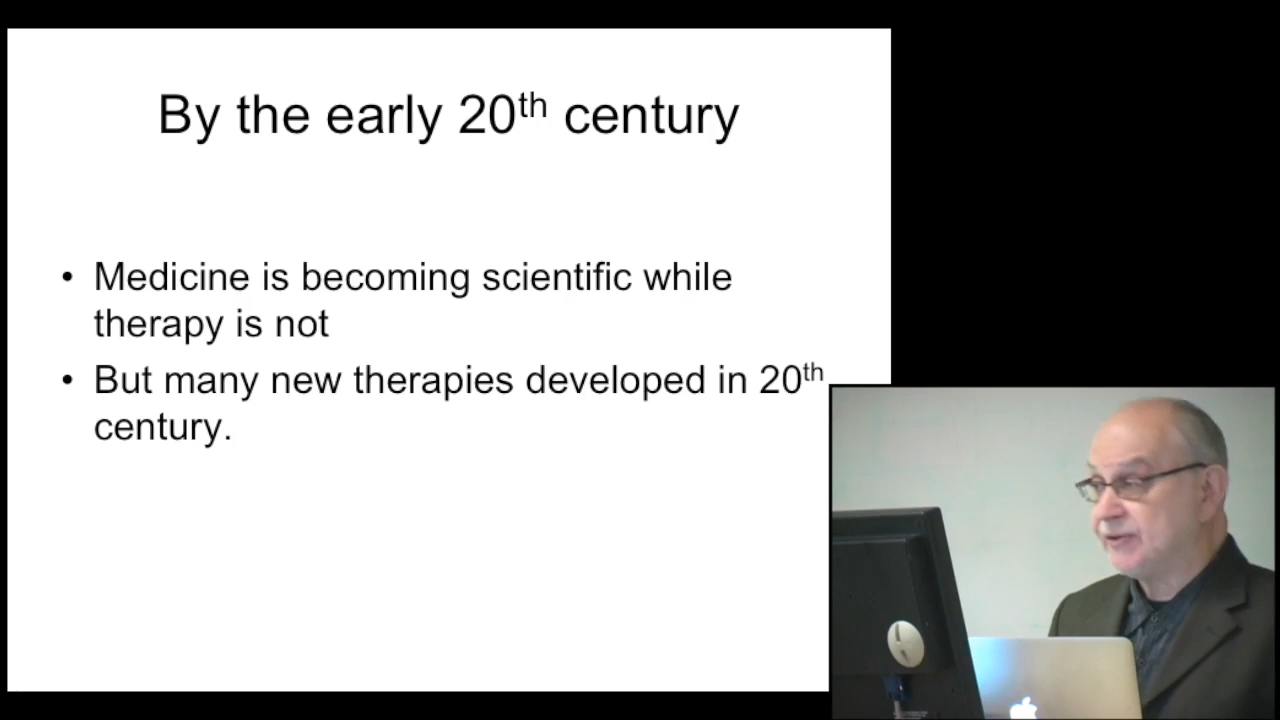 By the early 20th century
• Medicine is becoming scientific while
therapy is not
• But many new therapies developed in 20th
century.